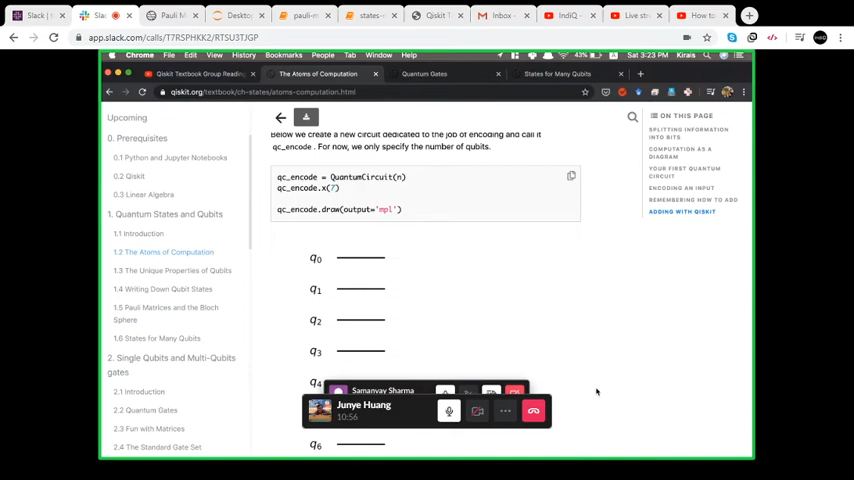 Slack |
Slac
Pauli M
Desktop
pauli-m
states-
Qiskit T
Inbox -
IndiQ -
Live str
How to
app.slack.com/calls/T7RSPHKK2/RTSU3TJGP
Chrome File Edit View History Bookmarks People Tab Window Help
43%
Sat 3:23 PM Kirais
Qiskit Textbook Group Readin
The Atoms of Computation
Quantum Gates
States for Many Qubits
qiskit.org/textbook/ch-states/atoms-computation.html
Upcoming
0. Prerequisites
0.1 Python and Jupyter Notebooks
0.2 Qiskit
0.3 Linear Algebra
1. Quantum States and Qubits
1.1 Introduction
1.2 The Atoms of Computation
1.3 The Unique Properties of Qubits
1.4 Writing Down Qubit States
1.5 Pauli Matrices and the Bloch
Sphere
1.6 States for Many Qubits
2. Single Qubits and Multi-Qubits
gates
2.1 Introduction
2.2 Quantum Gates
2.3 Fun with Matrices
2.4 The Standard Gate Set
Below we create a new circuit dedicated to the job of encoding and call it
qc_encode . For now, we only specify the number of qubits.
qc_encode = QuantumCircuit(n)
qc_encode.x(7)
qc_encode.draw(output='mpl')
q0
q1
q2
q3
q4
q6
Samanvay Sharma
Junye Huang
10:56
ON THIS PAGE
SPLITTING INFORMATION
INTO BITS
COMPUTATION AS A
DIAGRAM
YOUR FIRST QUANTUM
CIRCUIT
ENCODING AN INPUT
REMEMBERING HOW TO ADD
ADDING WITH QISKIT